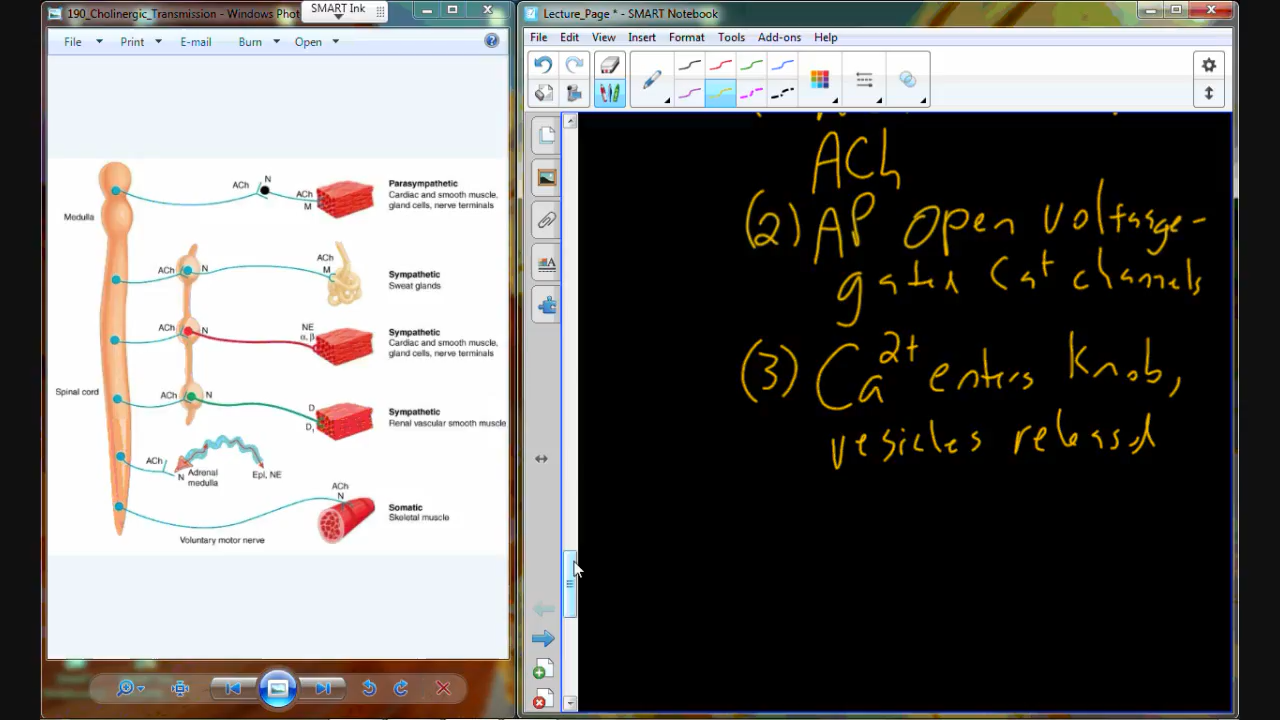 190_Cholinergic_Transmission - Windows Phot
SMART Ink
File Print E-mail Burn Open
Medulla
ACh
N
ACh
M
Parasympathetic
Cardiac and smooth muscle,
gland cells, nerve terminals
ACh
N
ACh
M
Sympathetic
Sweat glands
ACh
N
NE
α, β
Sympathetic
Cardiac and smooth muscle,
gland cells, nerve terminals
Spinal cord
ACh
N
D
D₁
Sympathetic
Renal vascular smooth muscle
ACh
N
Adrenal
medulla
Epi, NE
ACh
N
Somatic
Skeletal muscle
Voluntary motor nerve
Lecture_Page * - SMART Notebook
File Edit View Insert Format Tools Add-ons Help
ACh
(2) AP open voltage-
gated Ca+ channels
(3) Ca2+ enters knob,
vesicles released